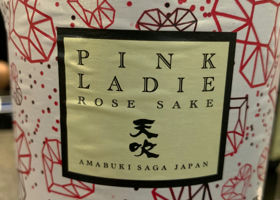 PINK
LADIE
ROSE SAKE
天吹
AMABUKI SAGA JAPAN